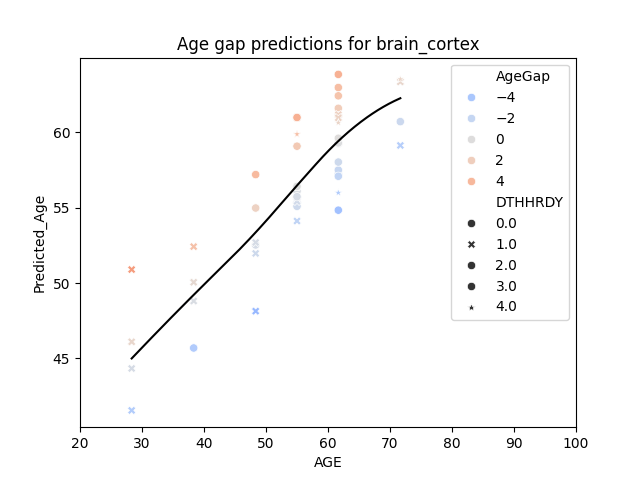 Age gap predictions for brain_cortex
Predicted_Age
60
55
50
45
20 30 40 50 60 70 80 90 100
AGE
AgeGap
−4
−2
0
2
4
DTHHRDY
0.0
1.0
2.0
3.0
4.0